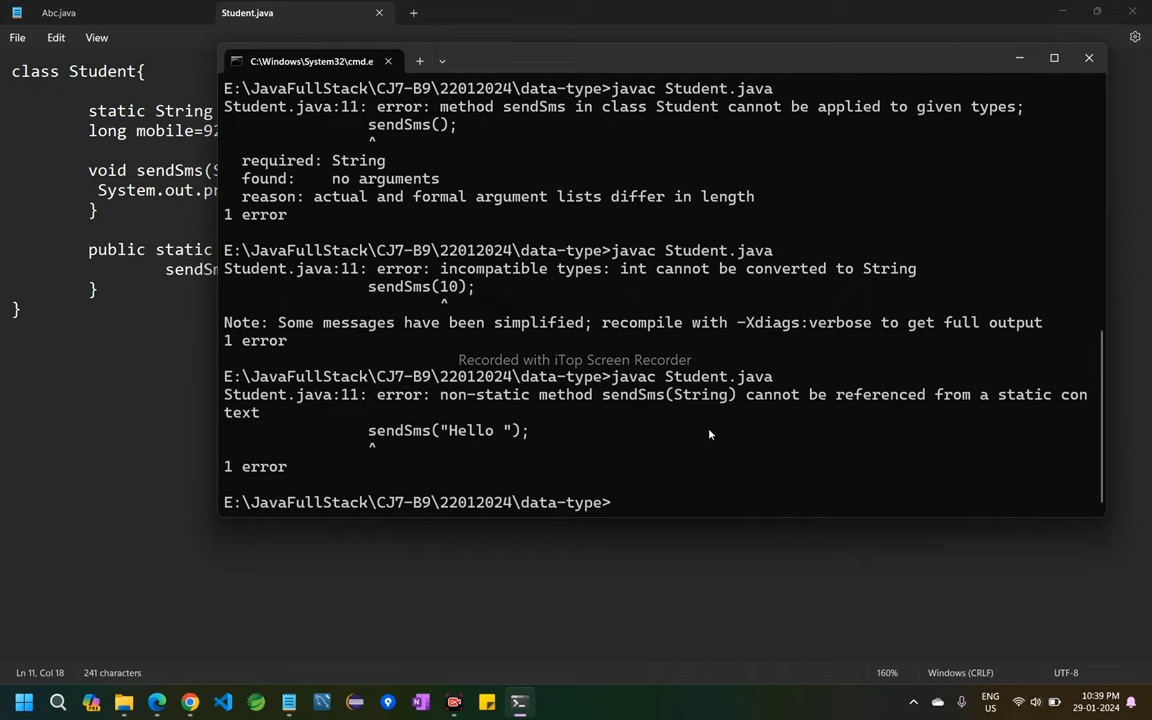 Abc.java
Student.java
File Edit View
class Student{
static String
long mobile=92
void sendSms(S
System.out.pr
}
public static
sendSm
}
}
C:\Windows\System32\cmd.e
E:\JavaFullStack\CJ7-B9\22012024\data-type>javac Student.java
Student.java:11: error: method sendSms in class Student cannot be applied to given types;
sendSms();
^
required: String
found:    no arguments
reason: actual and formal argument lists differ in length
1 error
E:\JavaFullStack\CJ7-B9\22012024\data-type>javac Student.java
Student.java:11: error: incompatible types: int cannot be converted to String
sendSms(10);
^
Note: Some messages have been simplified; recompile with -Xdiags:verbose to get full output
1 error
Recorded with iTop Screen Recorder
E:\JavaFullStack\CJ7-B9\22012024\data-type>javac Student.java
Student.java:11: error: non-static method sendSms(String) cannot be referenced from a static con
text
sendSms("Hello ");
^
1 error
E:\JavaFullStack\CJ7-B9\22012024\data-type>
Ln 11, Col 18 241 characters 160% Windows (CRLF) UTF-8
ENG
US
10:39 PM
29-01-2024